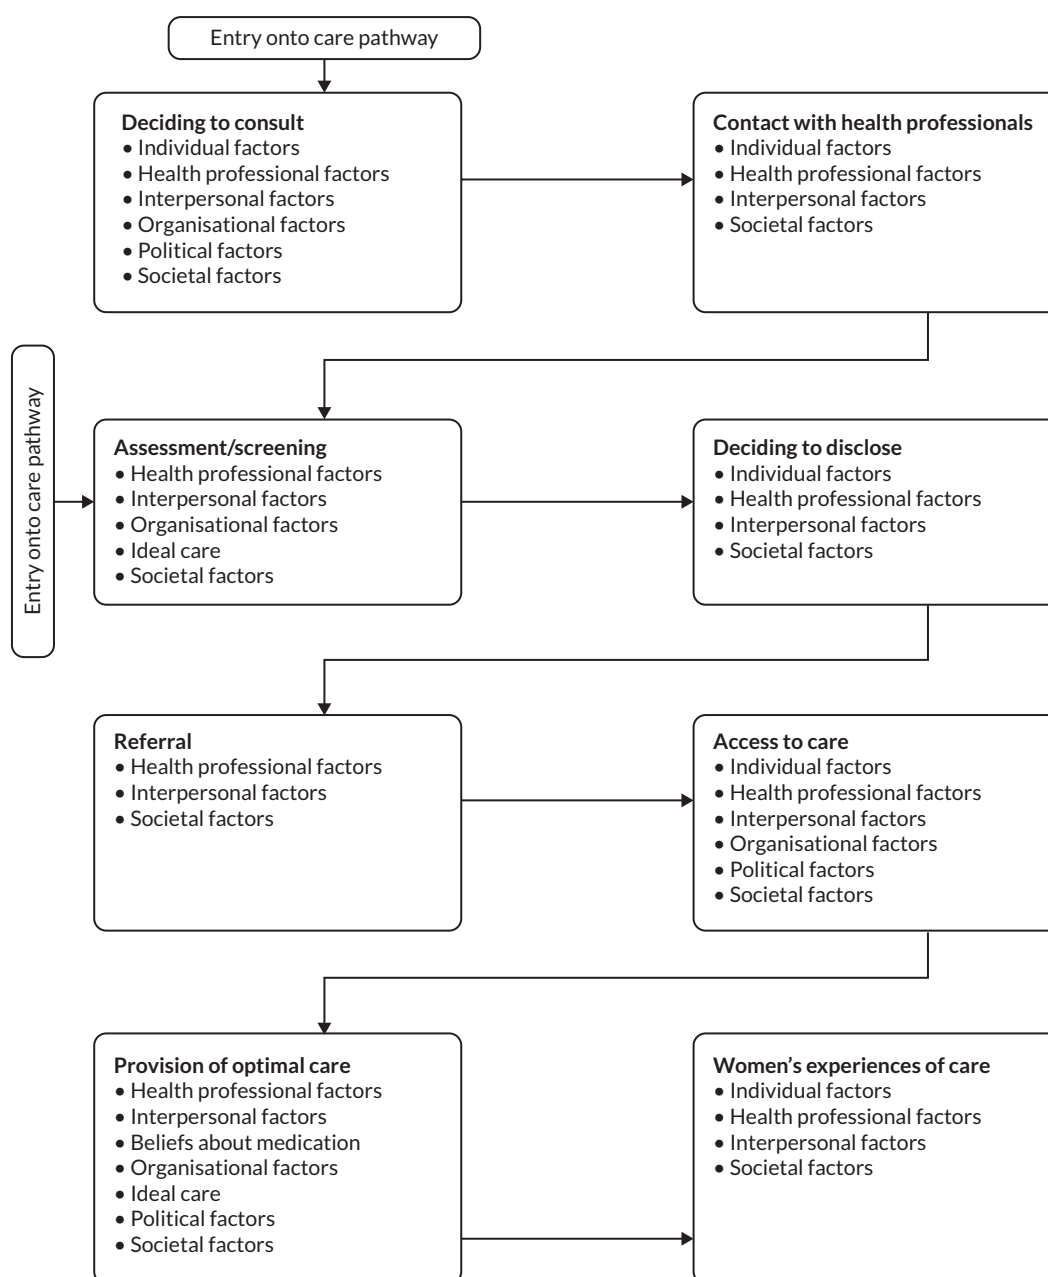 Entry onto care pathway
Deciding to consult
• Individual factors
• Health professional factors
• Interpersonal factors
• Organisational factors
• Political factors
• Societal factors
Contact with health professionals
• Individual factors
• Health professional factors
• Interpersonal factors
• Societal factors
Entry onto care pathway
Assessment/screening
• Health professional factors
• Interpersonal factors
• Organisational factors
• Ideal care
• Societal factors
Deciding to disclose
• Individual factors
• Health professional factors
• Interpersonal factors
• Societal factors
Referral
• Health professional factors
• Interpersonal factors
• Societal factors
Access to care
• Individual factors
• Health professional factors
• Interpersonal factors
• Organisational factors
• Political factors
• Societal factors
Provision of optimal care
• Health professional factors
• Interpersonal factors
• Beliefs about medication
• Organisational factors
• Ideal care
• Political factors
• Societal factors
Women’s experiences of care
• Individual factors
• Health professional factors
• Interpersonal factors
• Societal factors